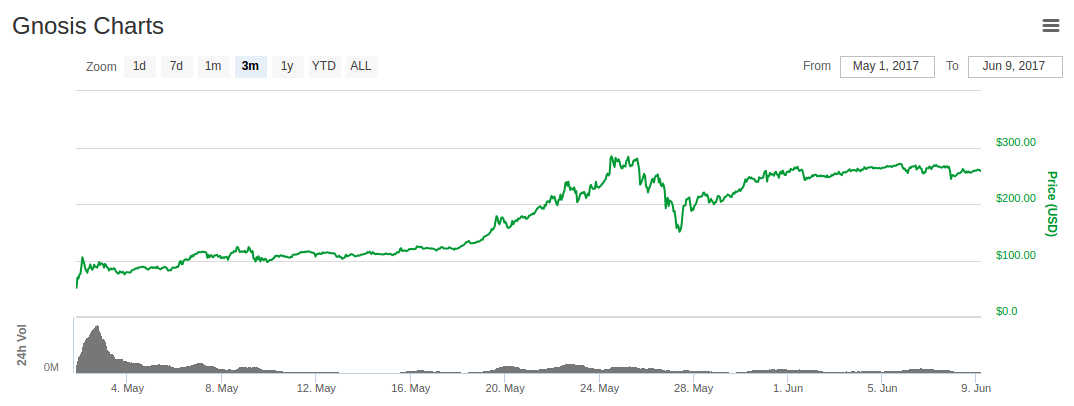 Gnosis Charts
Zoom 1d 7d 1m 3m 1y YTD ALL From May 1, 2017 To Jun 9, 2017
$300.00
$200.00
$100.00
$0.0
Price (USD)
24h Vol
0M
4. May 8. May 12. May 16. May 20. May 24. May 28. May 1. Jun 5. Jun 9. Jun